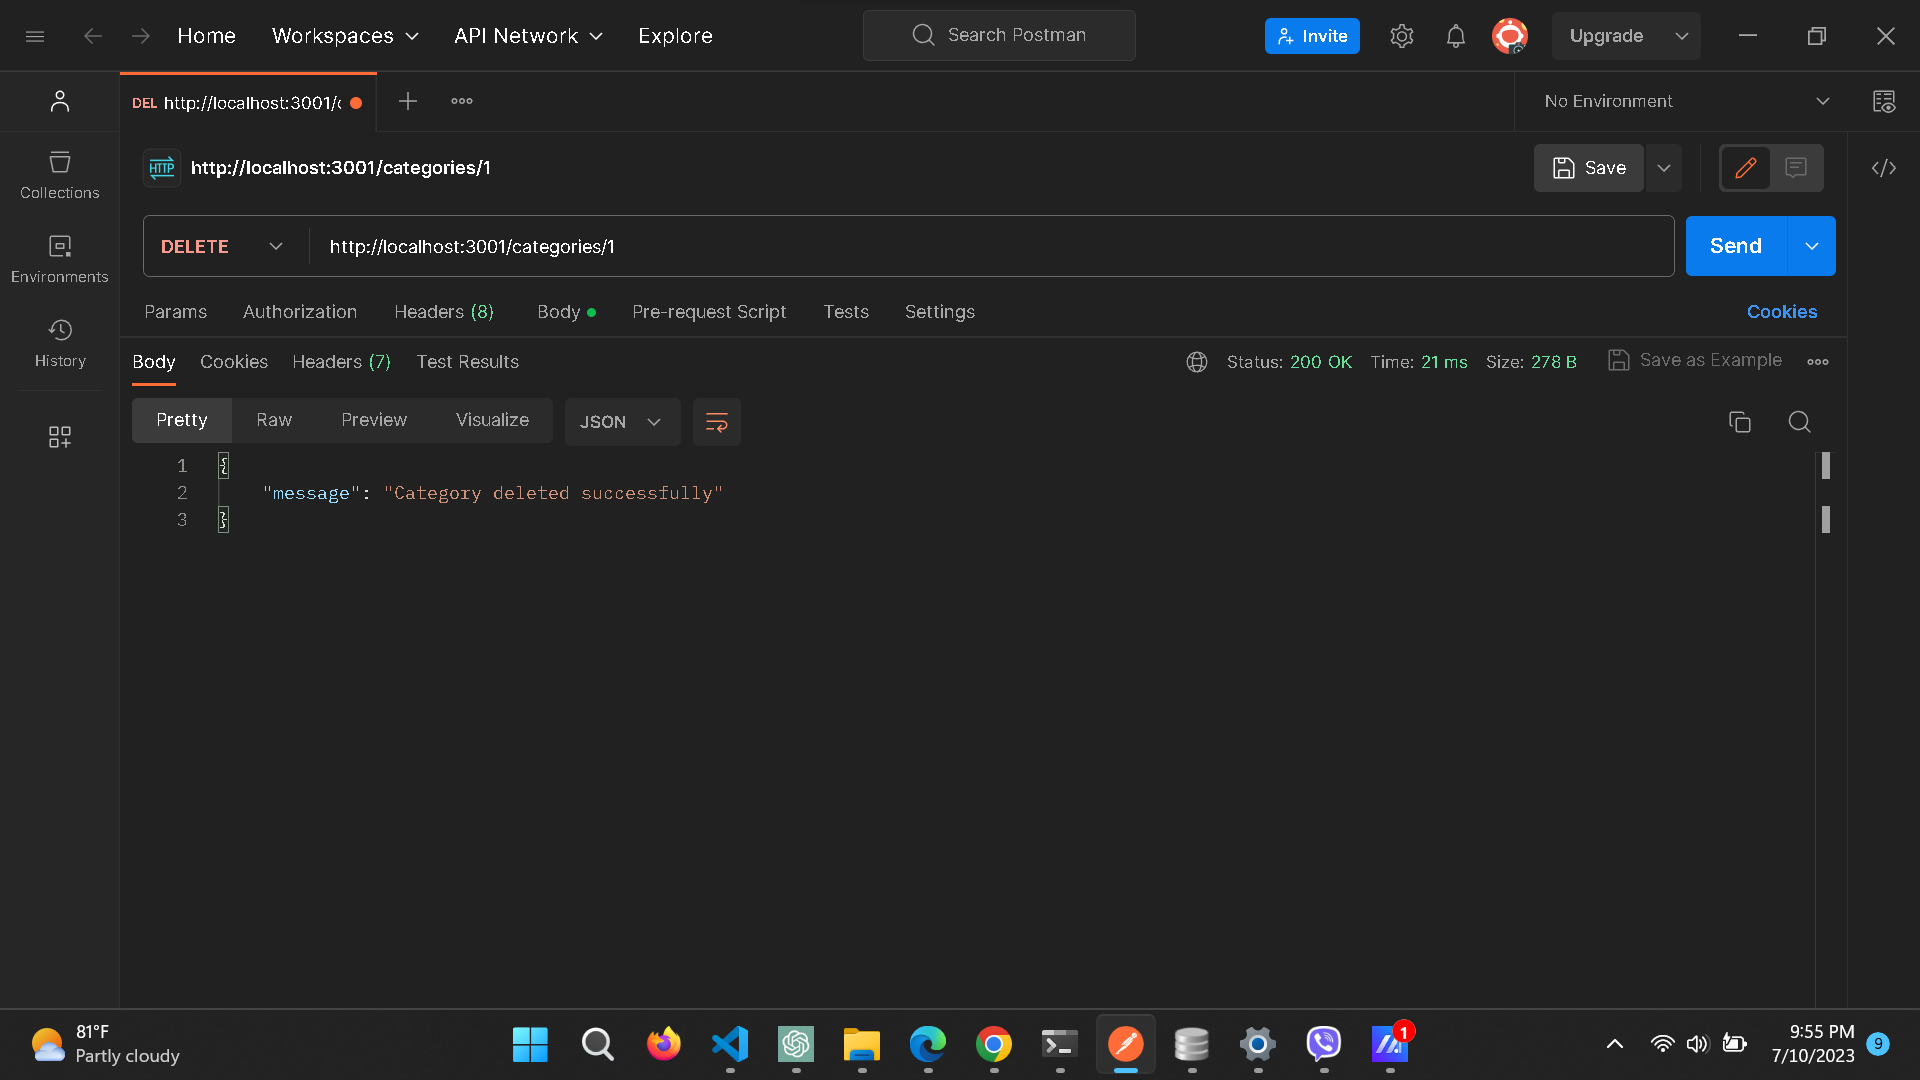 Home Workspaces API Network Explore Search Postman Invite Upgrade
DEL http://localhost:3001/c No Environment
HTTP http://localhost:3001/categories/1 Save
Collections
DELETE http://localhost:3001/categories/1 Send
Environments
Params Authorization Headers (8) Body Pre-request Script Tests Settings Cookies
History
Body Cookies Headers (7) Test Results Status: 200 OK Time: 21 ms Size: 278 B Save as Example
Pretty Raw Preview Visualize JSON
1 {
2 "message": "Category deleted successfully"
3 }
81°F
Partly cloudy
1
9:55 PM
7/10/2023
9